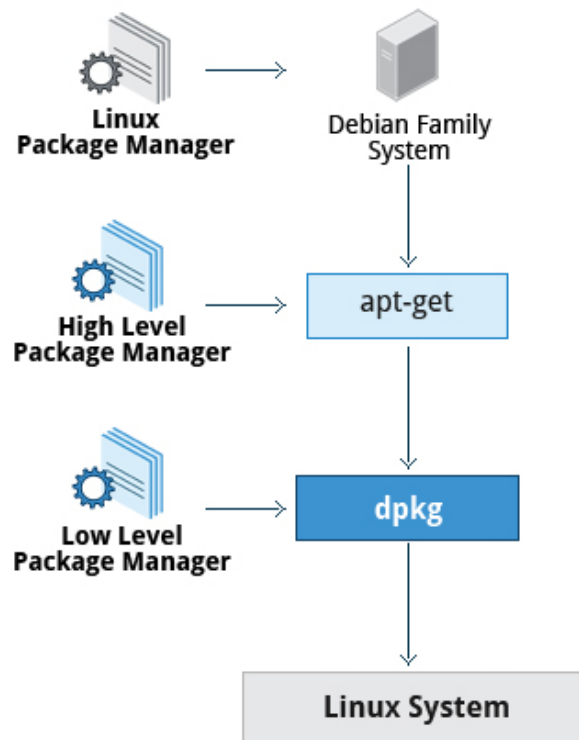 Linux
Package Manager
Debian Family
System
High Level
Package Manager
apt-get
Low Level
Package Manager
dpkg
Linux System